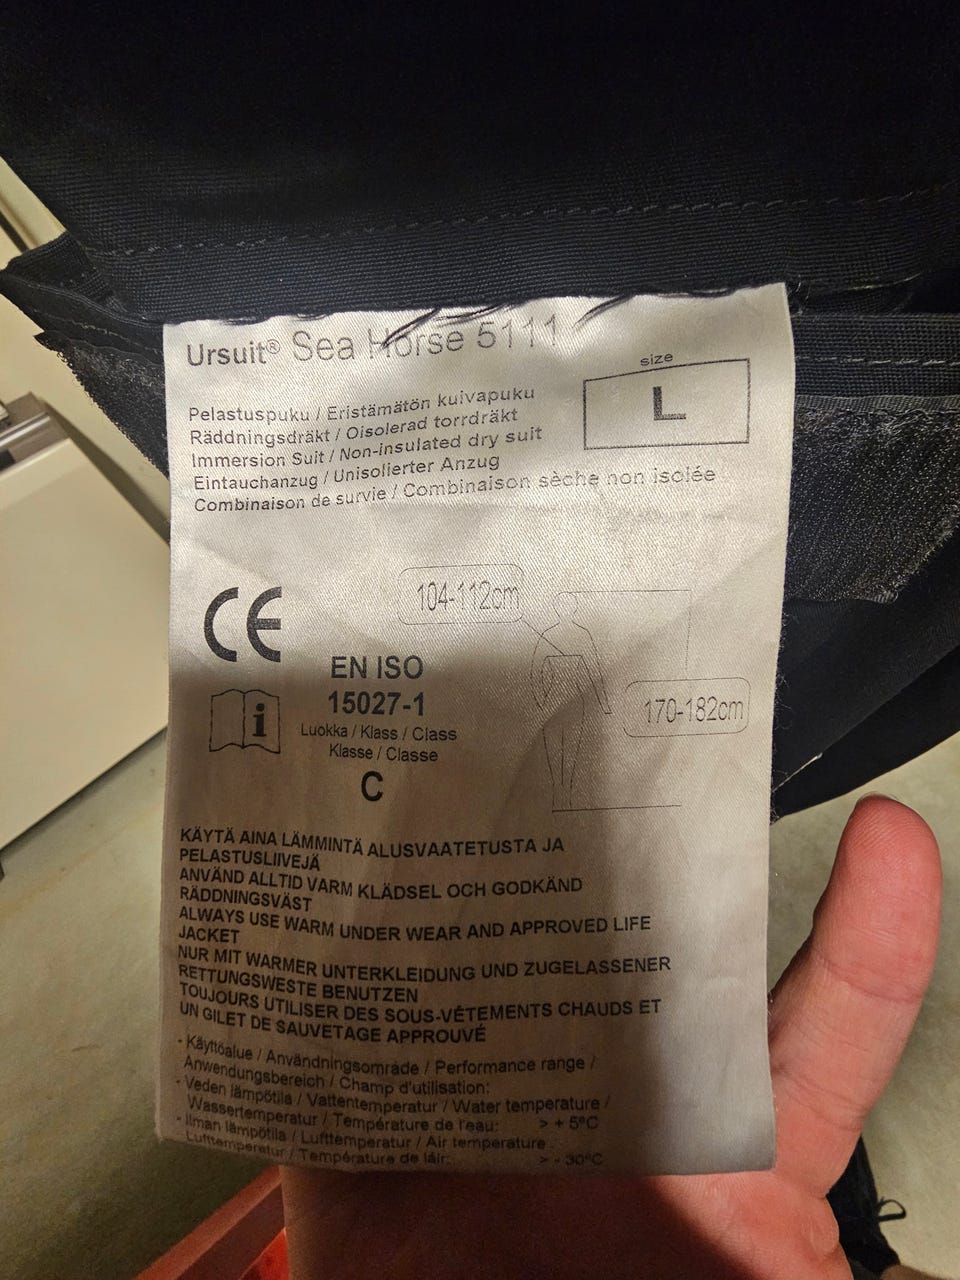 Ursuit® Sea Horse 5111
size
L
Pelastuspuku / Eristämätön kuivapuku
Räddningsdräkt / Oisolerad torrdräkt
Immersion Suit / Non-insulated dry suit
Eintauchanzug / Unisolierter Anzug
Combinaison de survie / Combinaison sèche non isolée
CE
104-112cm
170-182cm
i
EN ISO
15027-1
Luokka / Klass / Class
Klasse / Classe
C
KÄYTÄ AINA LÄMMINTÄ ALUSVAATETUSTA JA
PELASTUSLIIVEJÄ
ANVÄND ALLTID VARM KLÄDSEL OCH GODKÄND
RÄDDNINGSVÄST
ALWAYS USE WARM UNDER WEAR AND APPROVED LIFE
JACKET
NUR MIT WARMER UNTERKLEIDUNG UND ZUGELASSENER
RETTUNGSWESTE BENUTZEN
TOUJOURS UTILISER DES SOUS-VÊTEMENTS CHAUDS ET
UN GILET DE SAUVETAGE APPROUVÉ
- Käyttöalue / Användningsområde / Performance range /
Anwendungsbereich / Champ d'utilisation:
- Veden lämpötila / Vattentemperatur / Water temperature /
Wassertemperatur / Température de l'eau: > + 5ºC
- Ilman lämpötila / Lufttemperatur / Air temperature
Lufttemperatur / Température de láir: > - 30ºC